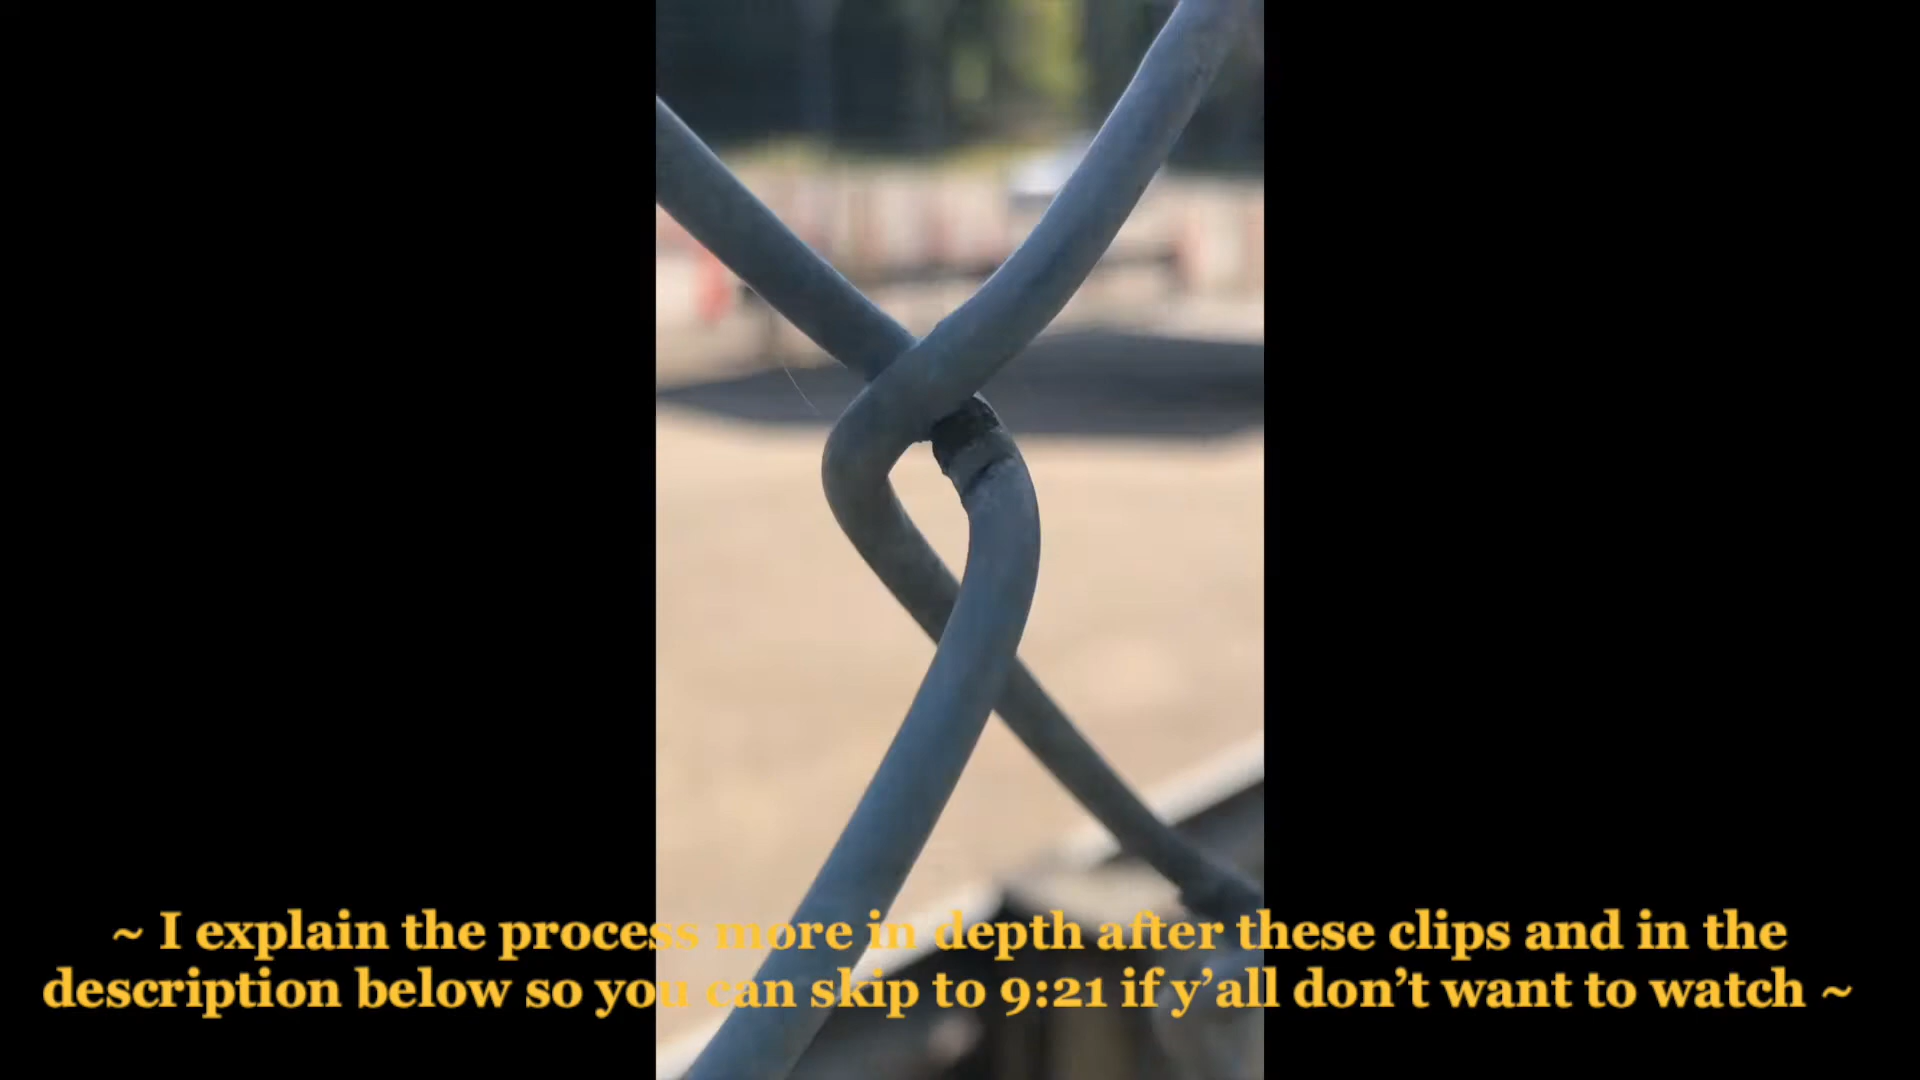 ~ I explain the process more in depth after these clips and in the
description below so you can skip to 9:21 if y’all don’t want to watch ~